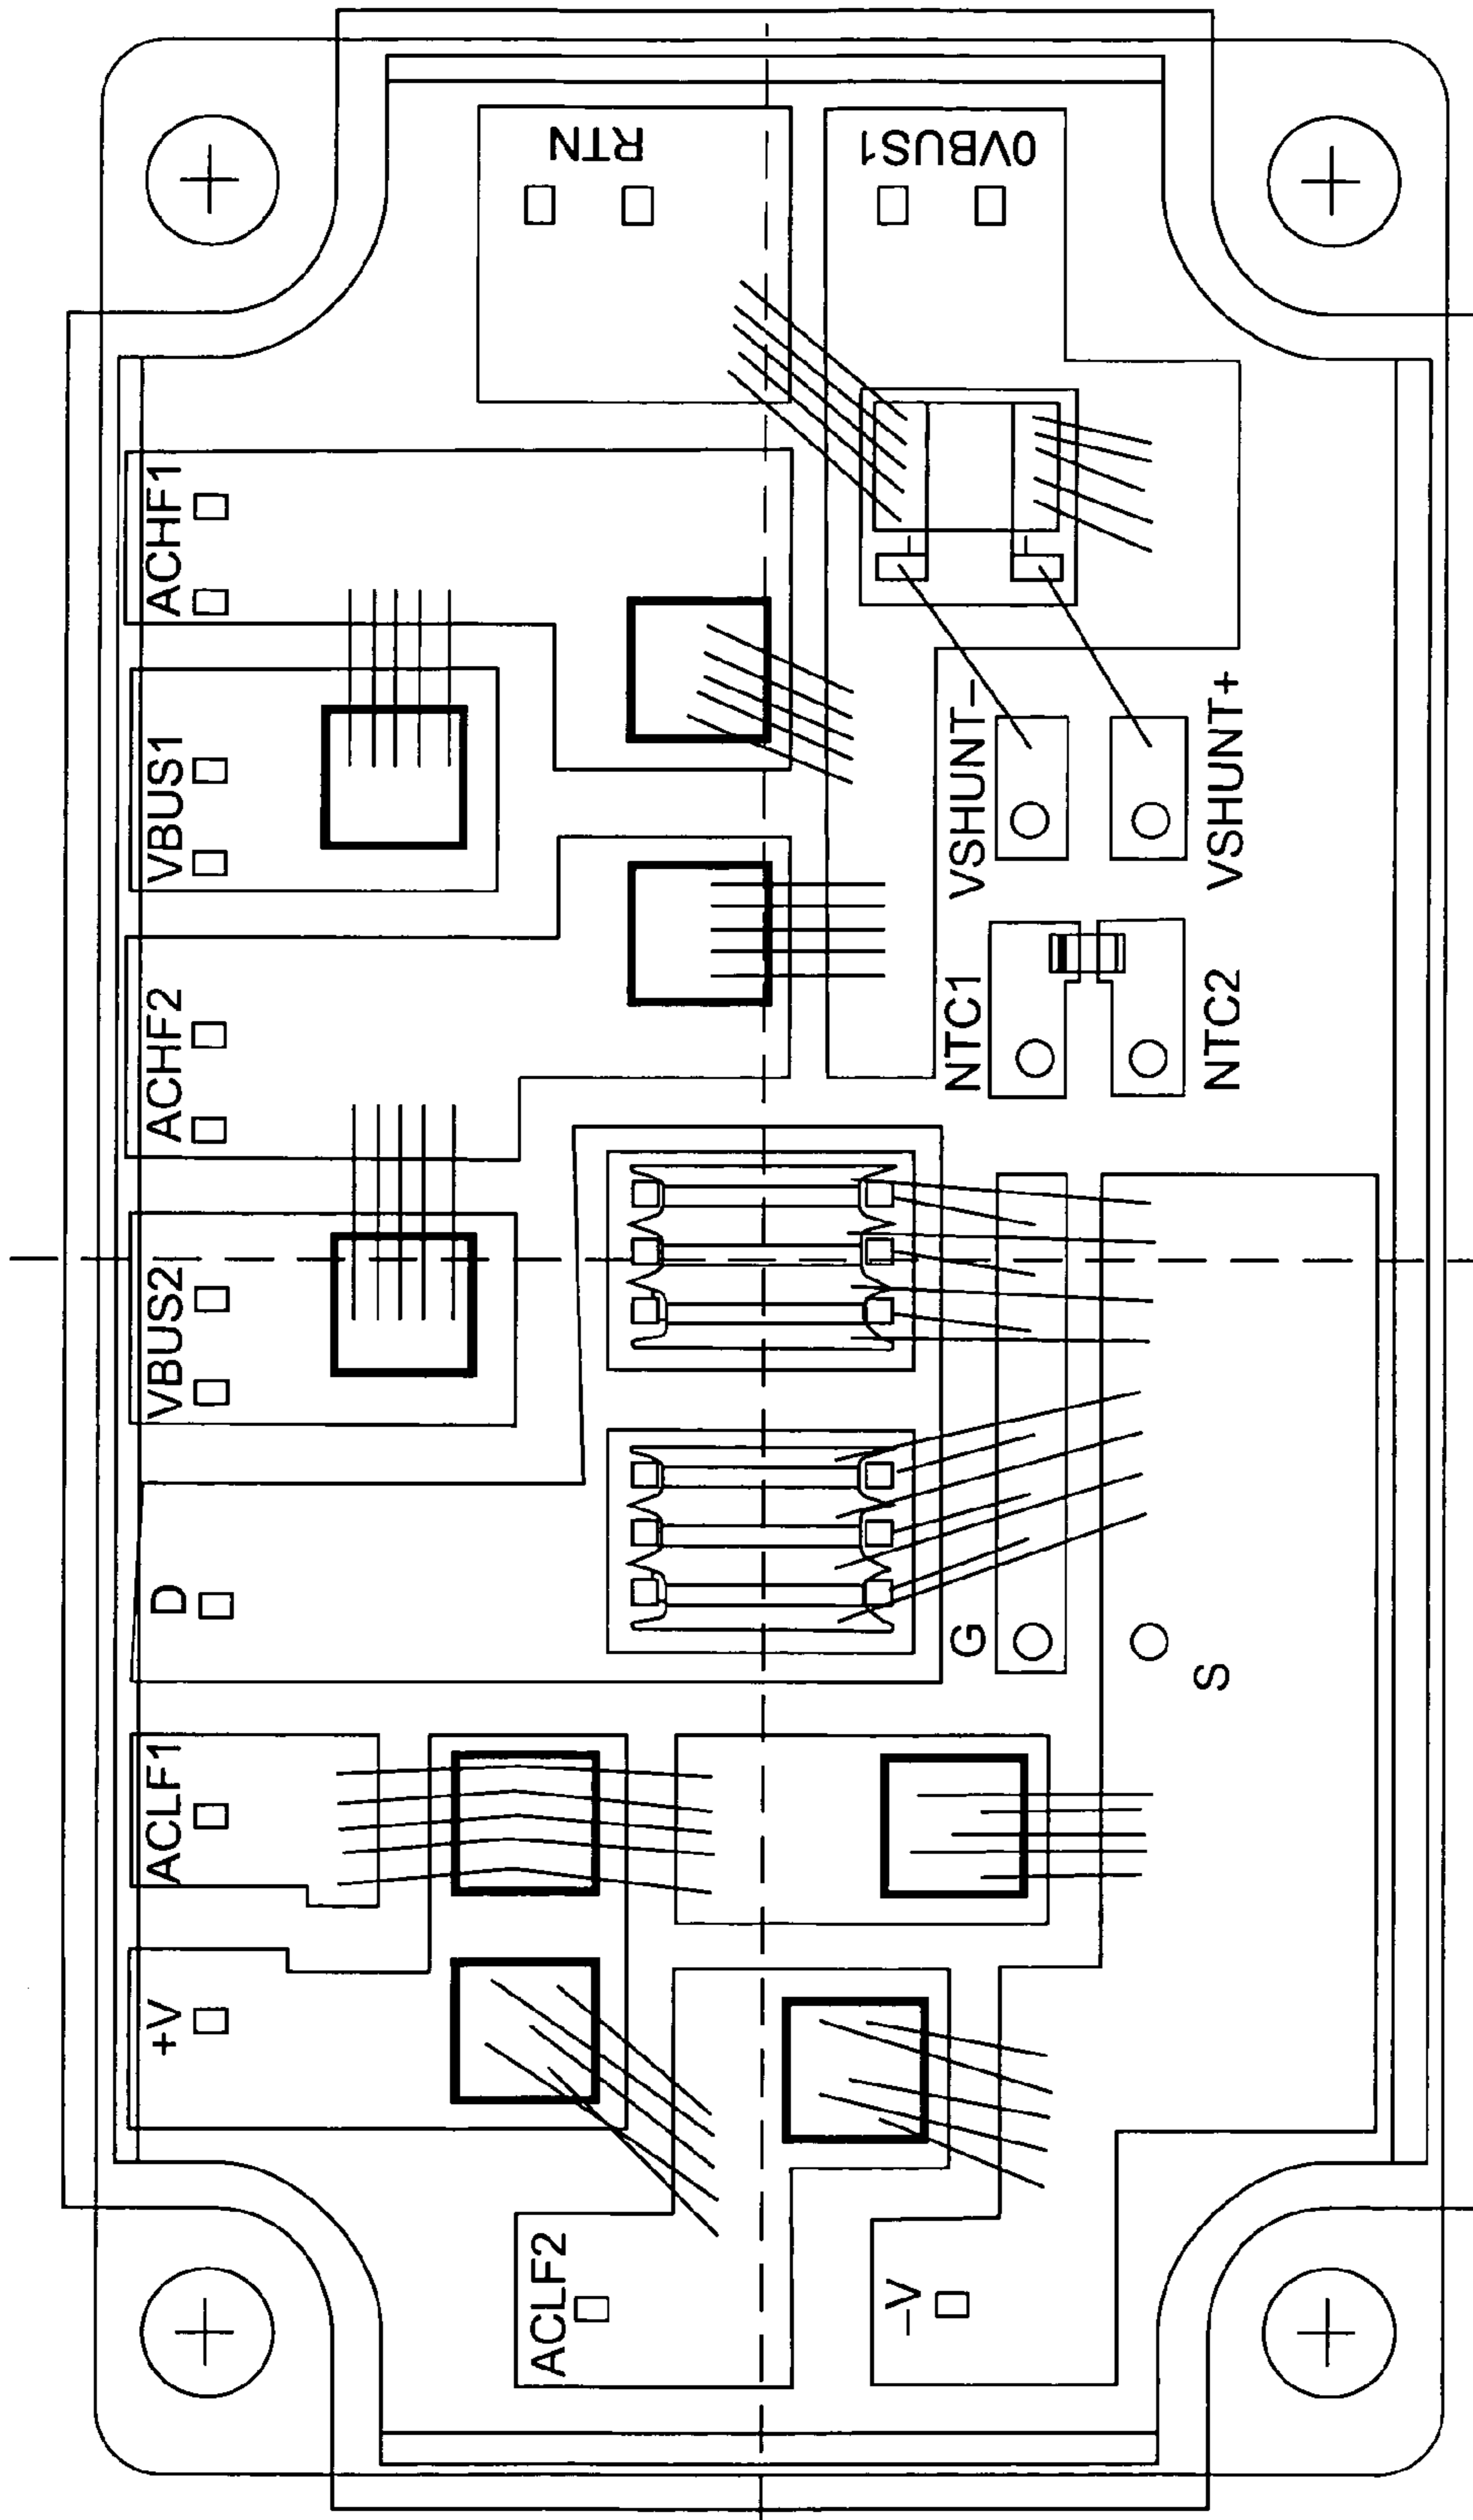 RTN
0VBUS1
ACHF1
VBUS1
VSHUNT−
VSHUNT+
ACHF2
NTC1
NTC2
VBUS2
D
G
S
ACLF1
+V
ACLF2
−V